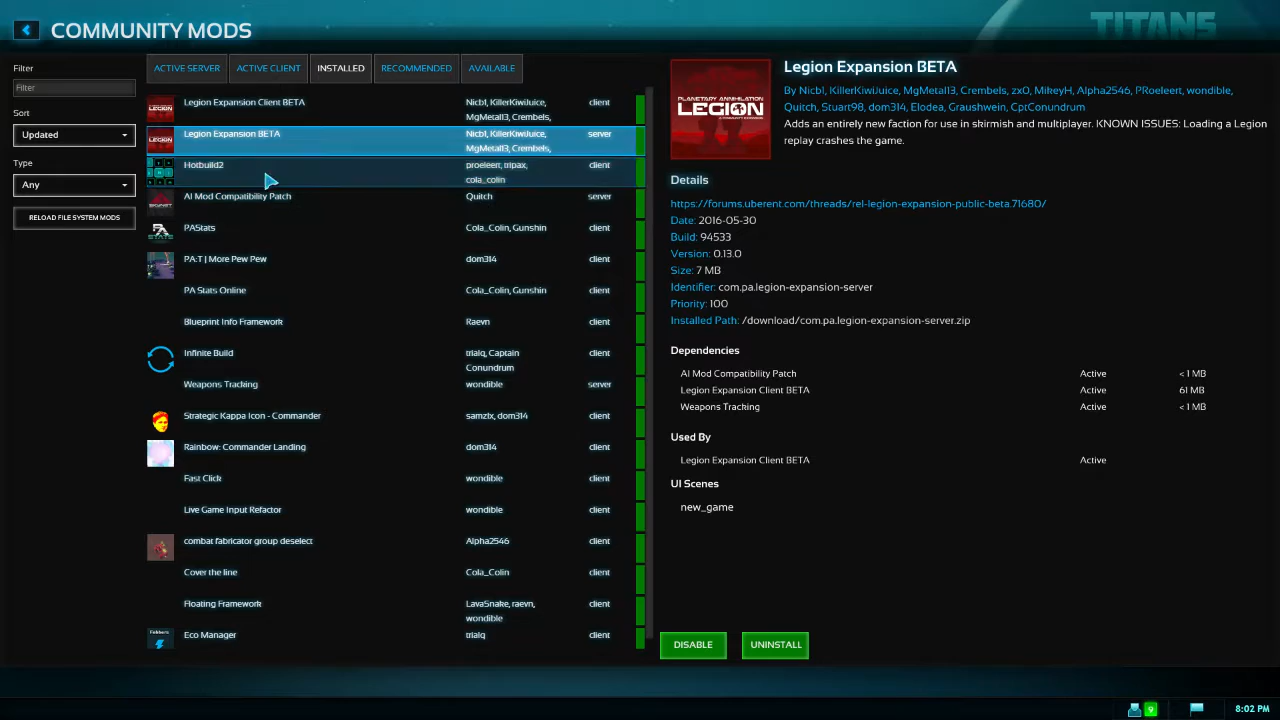 COMMUNITY MODS
TITANS
Filter
Filter
Sort
Updated
Type
Any
RELOAD FILE SYSTEM MODS
ACTIVE SERVER
ACTIVE CLIENT
INSTALLED
RECOMMENDED
AVAILABLE
Legion Expansion Client BETA
Nicb1, KillerKiwiJuice,
MgMetal13, Crembels,
client
Legion Expansion BETA
Nicb1, KillerKiwiJuice,
MgMetal13, Crembels,
server
Hotbuild2
proeleert, tripax,
cola_colin
client
AI Mod Compatibility Patch
Quitch
server
PAStats
Cola_Colin, Gunshin
client
PA:T | More Pew Pew
dom314
client
PA Stats Online
Cola_Colin, Gunshin
client
Blueprint Info Framework
Raevn
client
Infinite Build
trialq, Captain
Conundrum
client
Weapons Tracking
wondible
server
Strategic Kappa Icon - Commander
samzlx, dom314
client
Rainbow: Commander Landing
dom314
client
Fast Click
wondible
client
Live Game Input Refactor
wondible
client
combat fabricator group deselect
Alpha2546
client
Cover the line
Cola_Colin
client
Floating Framework
LavaSnake, raevn,
wondible
client
Eco Manager
trialq
client
PLANETARY ANNIHILATION
LEGION
Legion Expansion BETA
By Nicb1, KillerKiwiJuice, MgMetal13, Crembels, zxO, MikeyH, Alpha2546, PRoeleert, wondible,
Quitch, Stuart98, dom314, Elodea, Graushwein, CptConundrum
Adds an entirely new faction for use in skirmish and multiplayer. KNOWN ISSUES: Loading a Legion
replay crashes the game.
Details
https://forums.uberent.com/threads/rel-legion-expansion-public-beta.71680/
Date: 2016-05-30
Build: 94533
Version: 0.13.0
Size: 7 MB
Identifier: com.pa.legion-expansion-server
Priority: 100
Installed Path: /download/com.pa.legion-expansion-server.zip
Dependencies
AI Mod Compatibility Patch Active < 1 MB
Legion Expansion Client BETA Active 61 MB
Weapons Tracking Active < 1 MB
Used By
Legion Expansion Client BETA Active
UI Scenes
new_game
DISABLE
UNINSTALL
9
8:02 PM